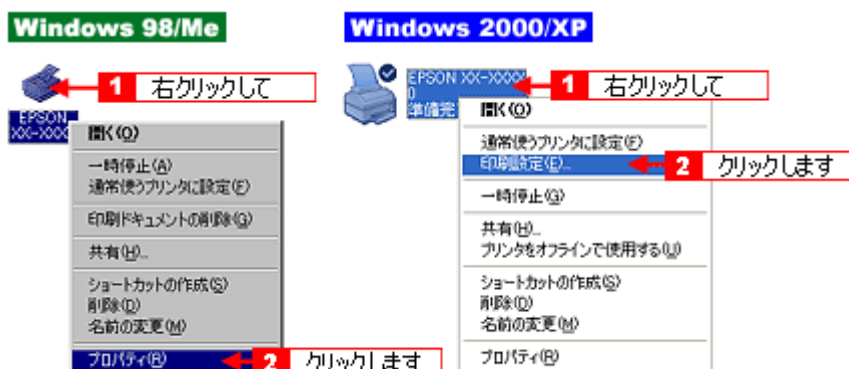 Windows 98/Me
1 右クリックして
EPSON
XX-XXXX
開く(O)
一時停止(A)
通常使うプリンタに設定(F)
印刷ドキュメントの削除(G)
共有(H)...
ショートカットの作成(S)
削除(D)
名前の変更(M)
プロパティ(R)
2 クリックします
Windows 2000/XP
EPSON XX-XXXX
0
準備完
1 右クリックして
開く(O)
通常使うプリンタに設定(F)
印刷設定(E)...
2 クリックします
一時停止(G)
共有(H)...
プリンタをオフラインで使用する(U)
ショートカットの作成(S)
削除(D)
名前の変更(M)
プロパティ(R)